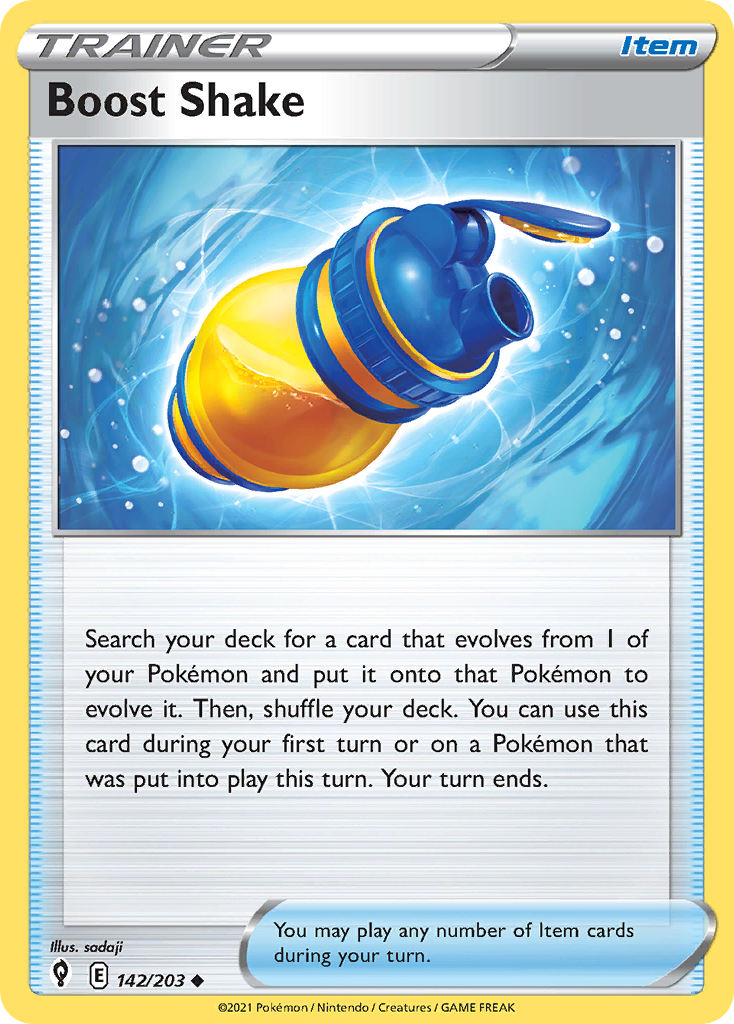 TRAINER
Item
Boost Shake
Search your deck for a card that evolves from 1 of
your Pokémon and put it onto that Pokémon to
evolve it. Then, shuffle your deck. You can use this
card during your first turn or on a Pokémon that
was put into play this turn. Your turn ends.
You may play any number of Item cards
during your turn.
Illus. sadaji
E 142/203 ◆
©2021 Pokémon / Nintendo / Creatures / GAME FREAK